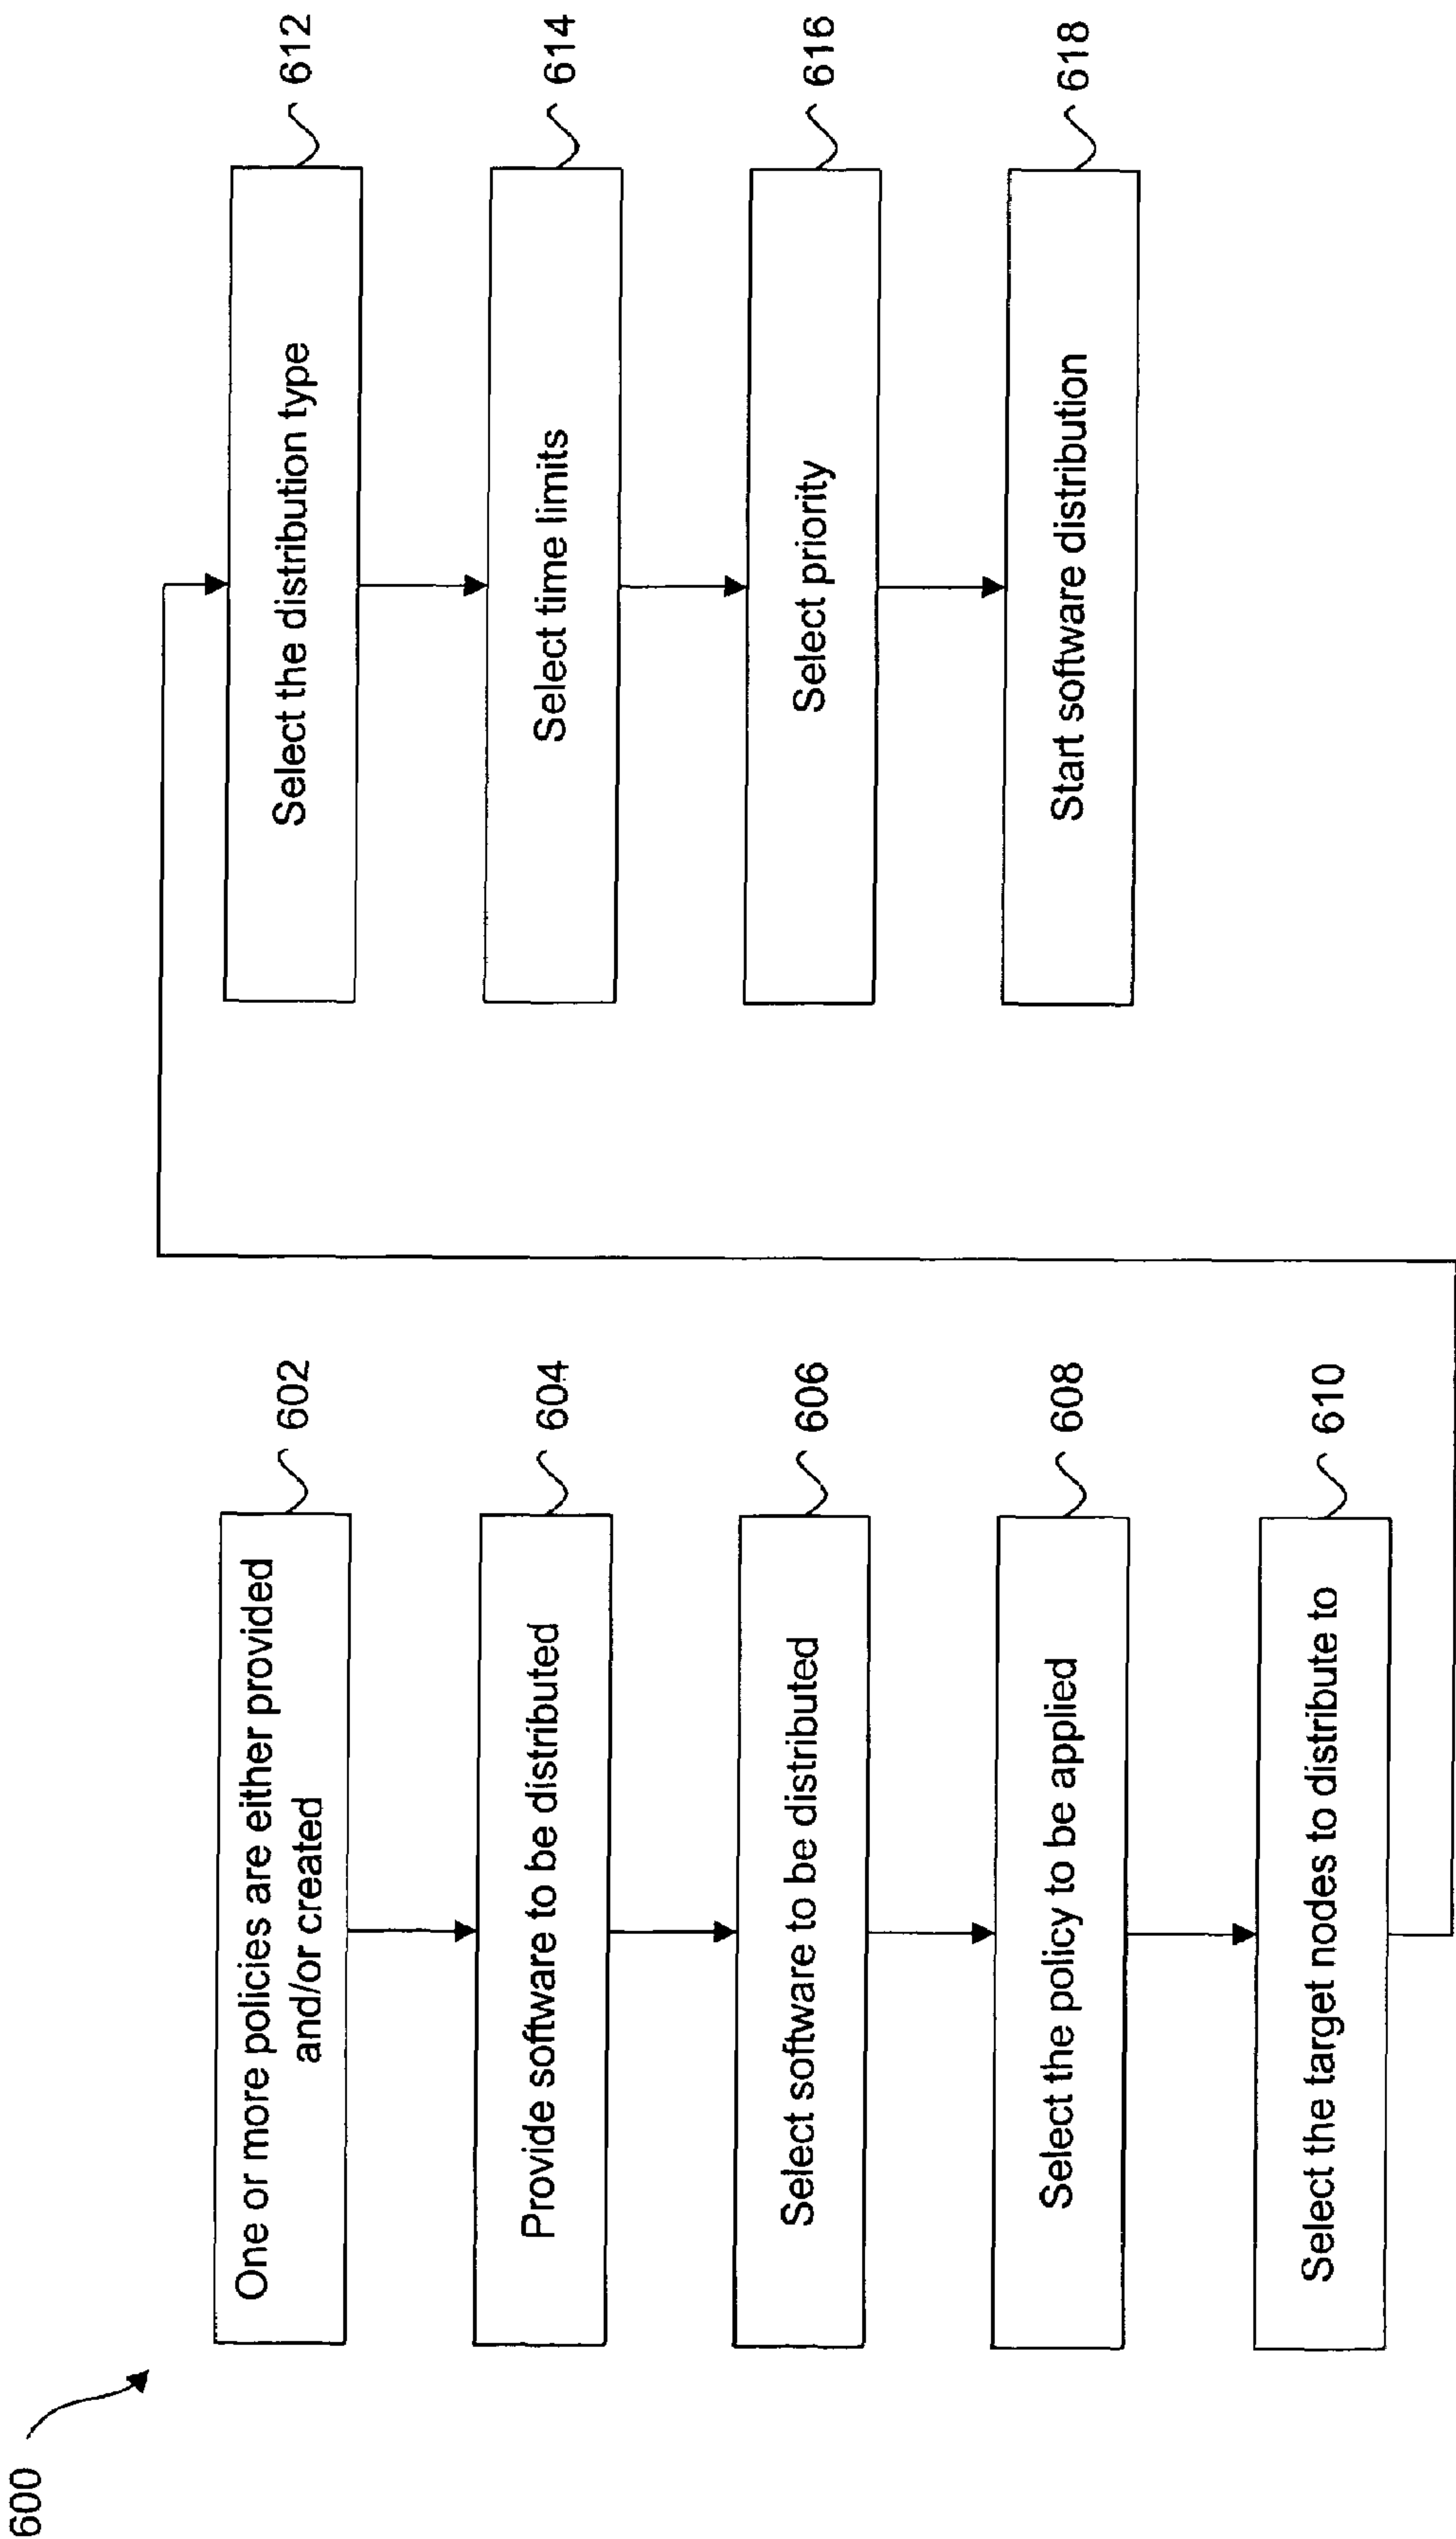 600
One or more policies are either provided
and/or created
602
Provide software to be distributed
604
Select software to be distributed
606
Select the policy to be applied
608
Select the target nodes to distribute to
610
Select the distribution type
612
Select time limits
614
Select priority
616
Start software distribution
618